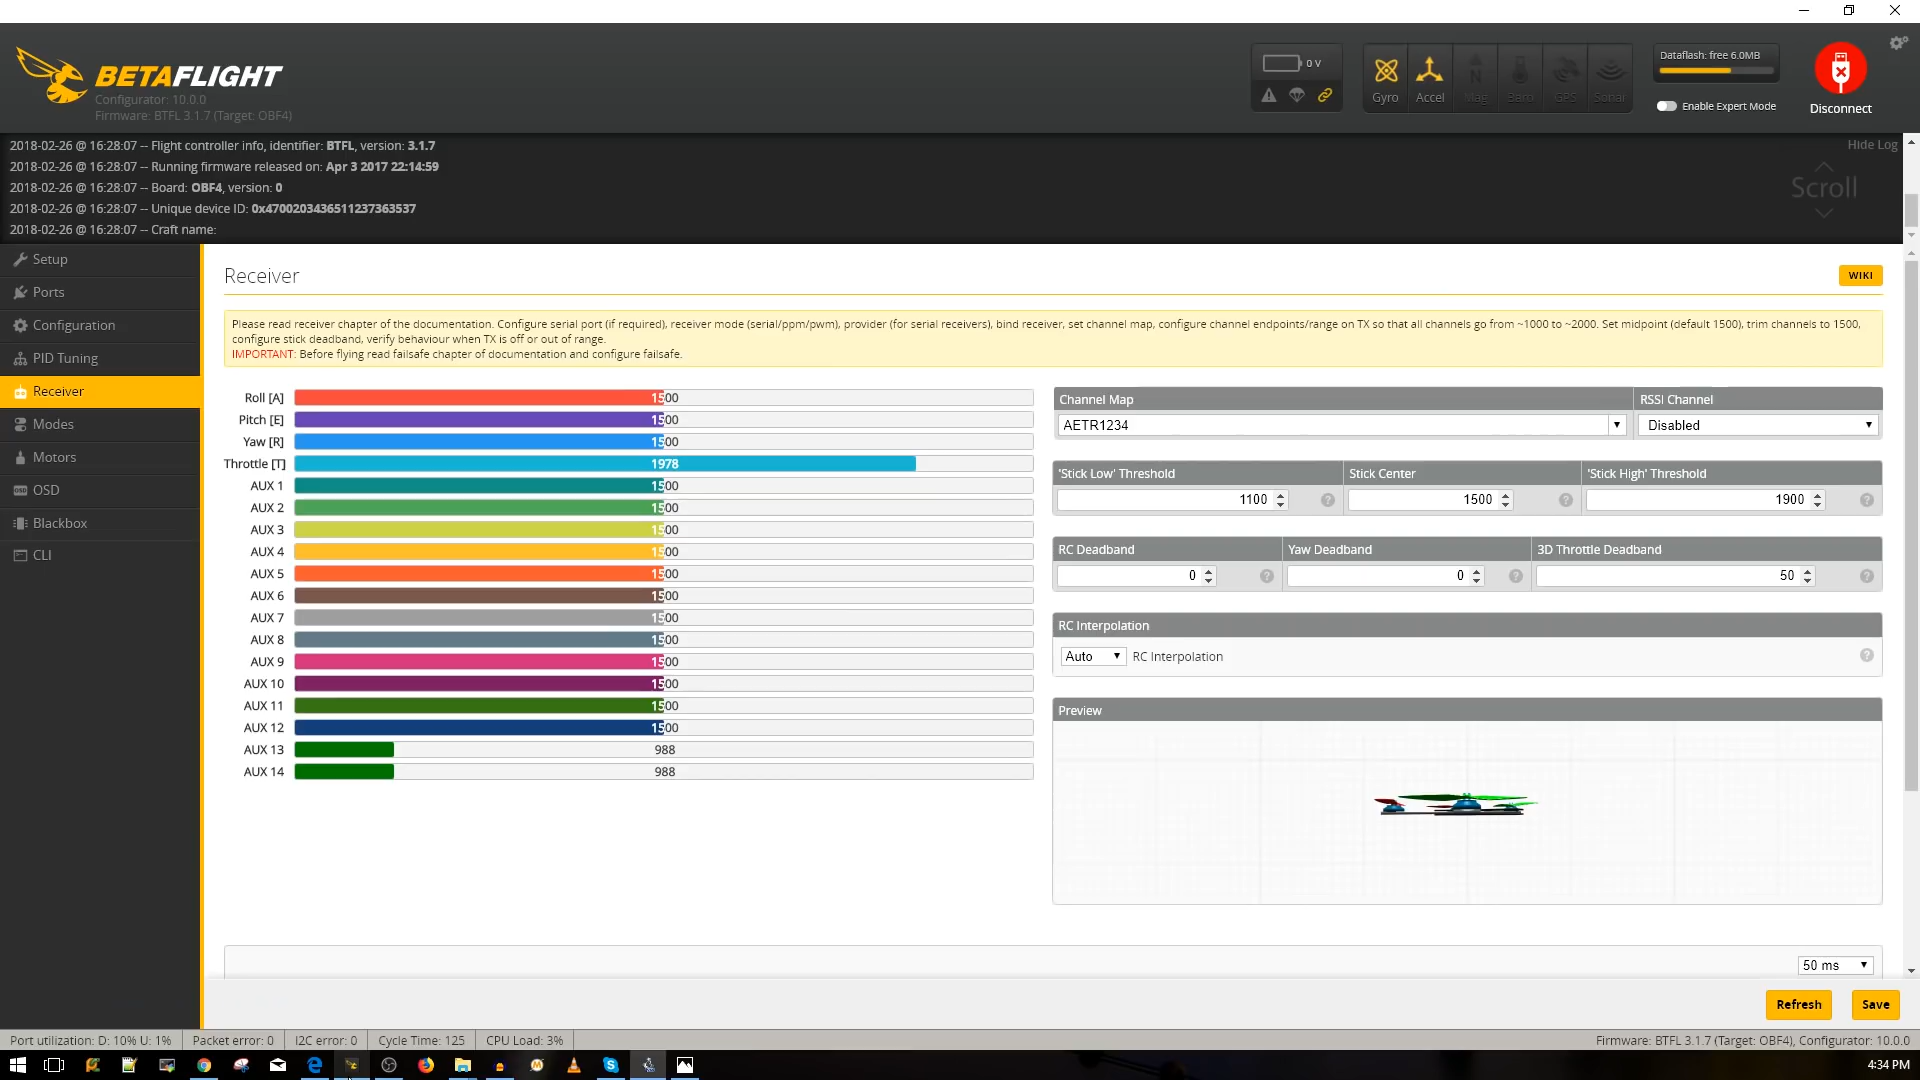 BETAFLIGHT
Configurator: 10.0.0
Firmware: BTFL 3.1.7 (Target: OBF4)
0 V
Gyro
Accel
Mag
Baro
GPS
Sonar
Dataflash: free 6.0MB
Enable Expert Mode
Disconnect
2018-02-26 @ 16:28:07 -- Flight controller info, identifier: BTFL, version: 3.1.7
2018-02-26 @ 16:28:07 -- Running firmware released on: Apr 3 2017 22:14:59
2018-02-26 @ 16:28:07 -- Board: OBF4, version: 0
2018-02-26 @ 16:28:07 -- Unique device ID: 0x4700203436511237363537
2018-02-26 @ 16:28:07 -- Craft name:
Hide Log
Scroll
Setup
Ports
Configuration
PID Tuning
Receiver
Modes
Motors
OSD
Blackbox
CLI
Receiver
WIKI
Please read receiver chapter of the documentation. Configure serial port (if required), receiver mode (serial/ppm/pwm), provider (for serial receivers), bind receiver, set channel map, configure channel endpoints/range on TX so that all channels go from ~1000 to ~2000. Set midpoint (default 1500), trim channels to 1500,
configure stick deadband, verify behaviour when TX is off or out of range.
IMPORTANT: Before flying read failsafe chapter of documentation and configure failsafe.
Roll [A] 1500
Pitch [E] 1500
Yaw [R] 1500
Throttle [T] 1978
AUX 1 1500
AUX 2 1500
AUX 3 1500
AUX 4 1500
AUX 5 1500
AUX 6 1500
AUX 7 1500
AUX 8 1500
AUX 9 1500
AUX 10 1500
AUX 11 1500
AUX 12 1500
AUX 13 988
AUX 14 988
Channel Map RSSI Channel
AETR1234 Disabled
'Stick Low' Threshold Stick Center 'Stick High' Threshold
1100 1500 1900
RC Deadband Yaw Deadband 3D Throttle Deadband
0 0 50
RC Interpolation
Auto RC Interpolation
Preview
50 ms
Refresh Save
Port utilization: D: 10% U: 1% Packet error: 0 I2C error: 0 Cycle Time: 125 CPU Load: 3% Firmware: BTFL 3.1.7 (Target: OBF4), Configurator: 10.0.0
4:34 PM